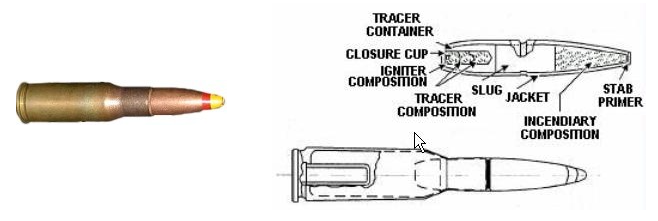 TRACER
CONTAINER
CLOSURE CUP
IGNITER
COMPOSITION
TRACER
COMPOSITION
SLUG
JACKET
INCENDIARY
COMPOSITION
STAB
PRIMER